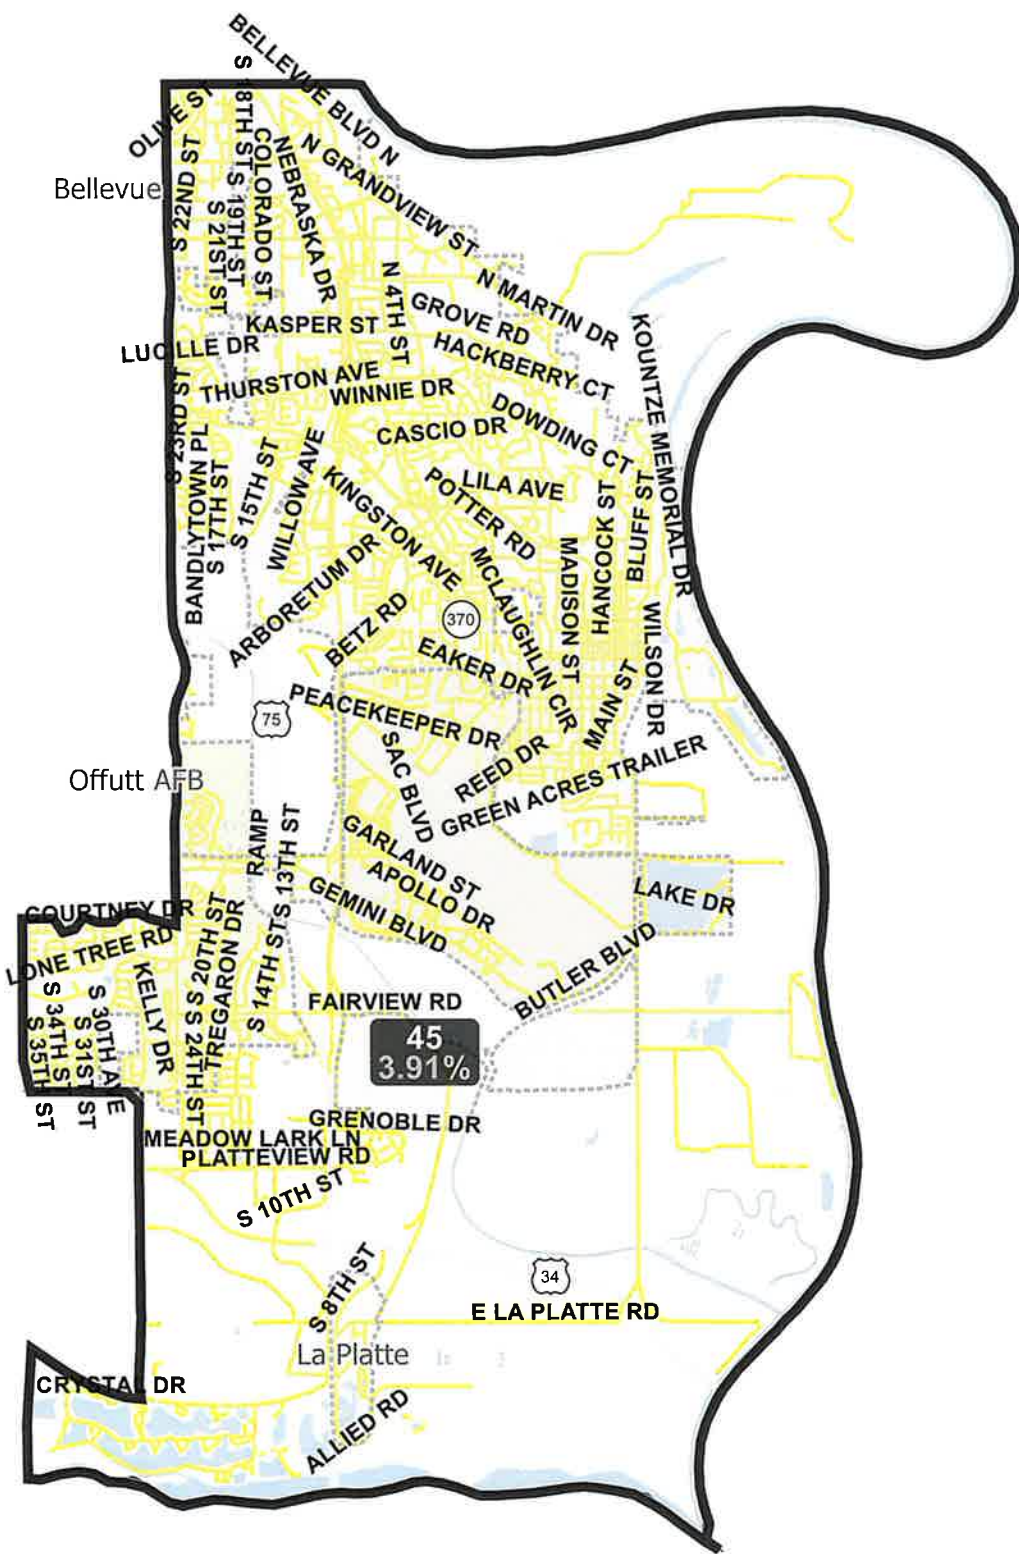 BELLEVUE BLVD N
S 18TH ST
OLIVE ST
COLORADO ST
NEBRASKA DR
N GRANDVIEW ST
Bellevue
S 22ND ST
S 21ST ST
S 19TH ST
N 4TH ST
N MARTIN DR
GROVE RD
KASPER ST
HACKBERRY CT
KOUNTZE MEMORIAL DR
LUCILLE DR
THURSTON AVE
WINNIE DR
S 23RD ST
CASCIO DR
DOWDING CT
BANDLYTOWN PL
S 17TH ST
S 15TH ST
WILLOW AVE
KINGSTON AVE
POTTER RD
LILA AVE
HANCOCK ST
BLUFF ST
ARBORETUM DR
BETZ RD
370
MCLAUGHLIN CIR
MADISON ST
WILSON DR
EAKER DR
MAIN ST
75
PEACEKEEPER DR
SAC BLVD
REED DR
GREEN ACRES TRAILER
Offutt AFB
RAMP
S 13TH ST
GARLAND ST
APOLLO DR
GEMINI BLVD
LAKE DR
COURTNEY DR
LONE TREE RD
S 20TH ST
TREGARON DR
S 14TH ST
BUTLER BLVD
KELLY DR
S 24TH ST
FAIRVIEW RD
S 35TH ST
S 34TH ST
S 31ST ST
S 30TH AVE
45
3.91%
GRENOBLE DR
MEADOW LARK LN
PLATTEVIEW RD
S 10TH ST
S 8TH ST
34
E LA PLATTE RD
La Platte
CRYSTAL DR
ALLIED RD